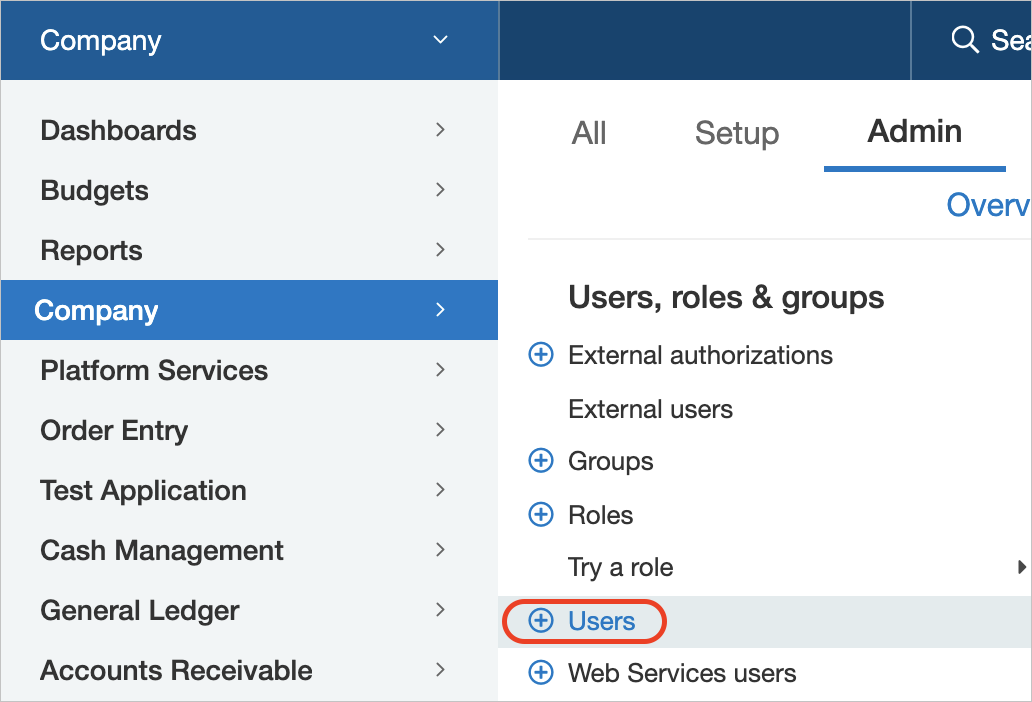 Company
Dashboards
Budgets
Reports
Company
Platform Services
Order Entry
Test Application
Cash Management
General Ledger
Accounts Receivable
Sea
All
Setup
Admin
Overv
Users, roles & groups
External authorizations
External users
Groups
Roles
Try a role
Users
Web Services users